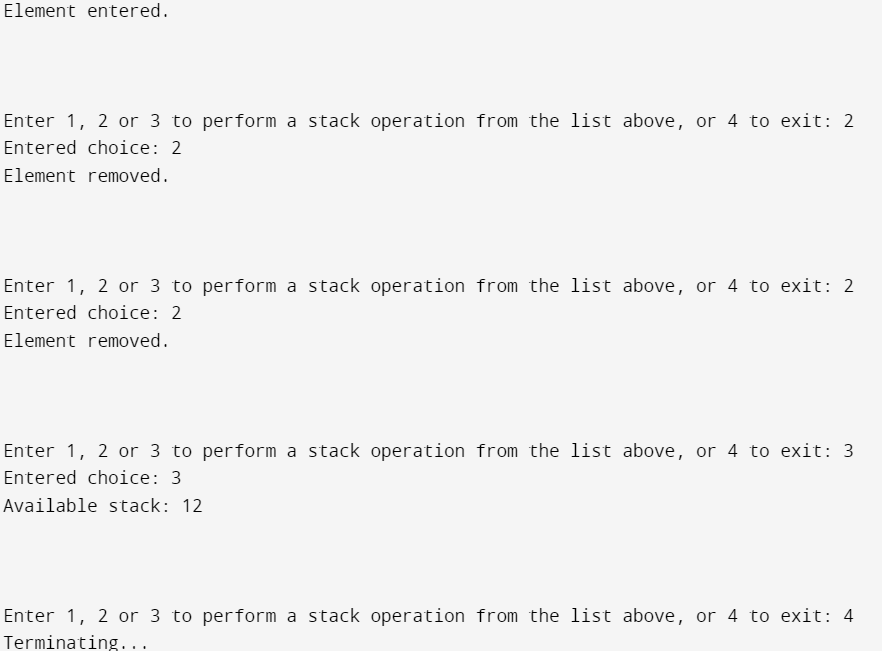 Element entered.
Enter 1, 2 or 3 to perform a stack operation from the list above, or 4 to exit: 2
Entered choice: 2
Element removed.
Enter 1, 2 or 3 to perform a stack operation from the list above, or 4 to exit: 2
Entered choice: 2
Element removed.
Enter 1, 2 or 3 to perform a stack operation from the list above, or 4 to exit: 3
Entered choice: 3
Available stack: 12
Enter 1, 2 or 3 to perform a stack operation from the list above, or 4 to exit: 4
Terminating...